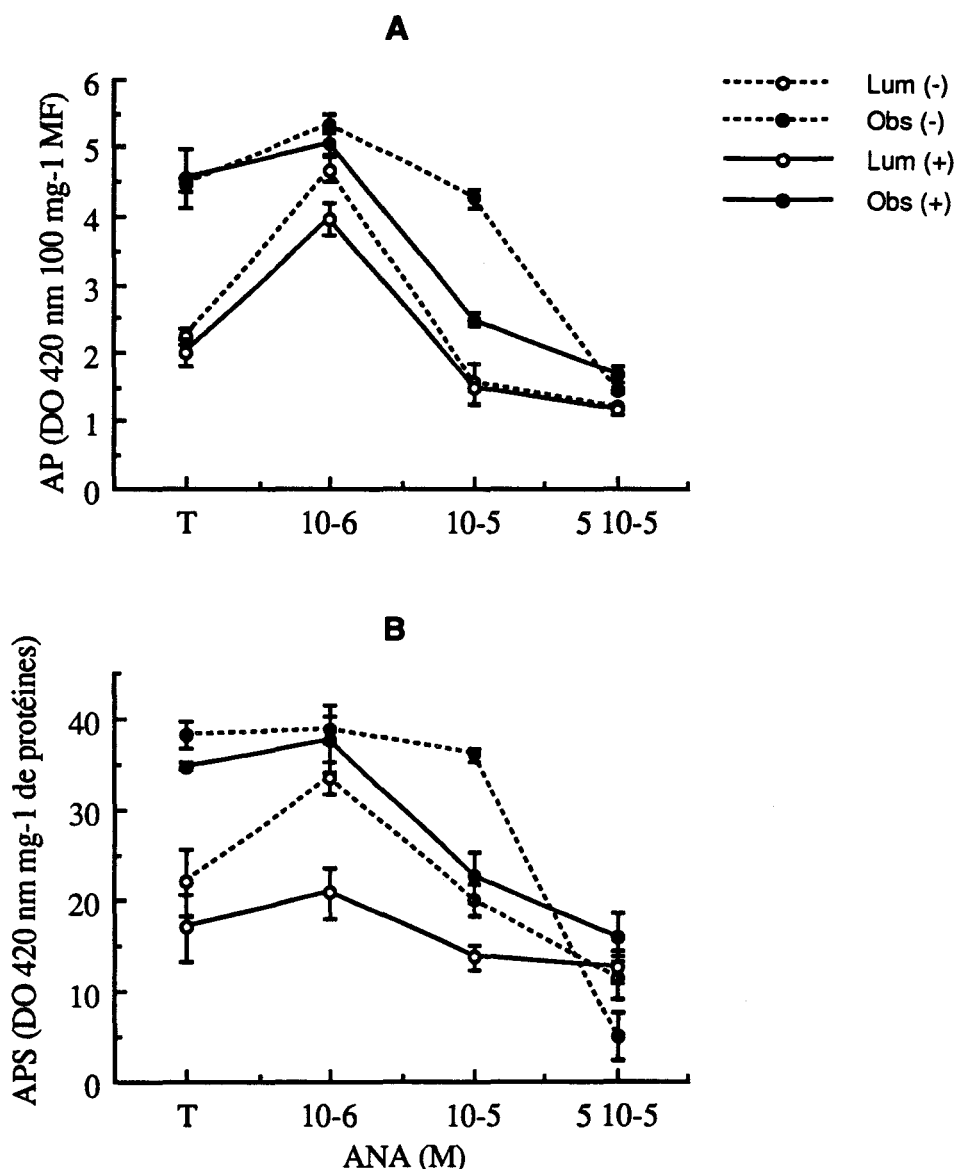 A
AP (DO 420 nm 100 mg-1 MF)
6
5
4
3
2
1
0
T
10-6
10-5
5 10-5
Lum (-)
Obs (-)
Lum (+)
Obs (+)
B
APS (DO 420 nm mg-1 de protéines)
40
30
20
10
0
T
10-6
10-5
5 10-5
ANA (M)